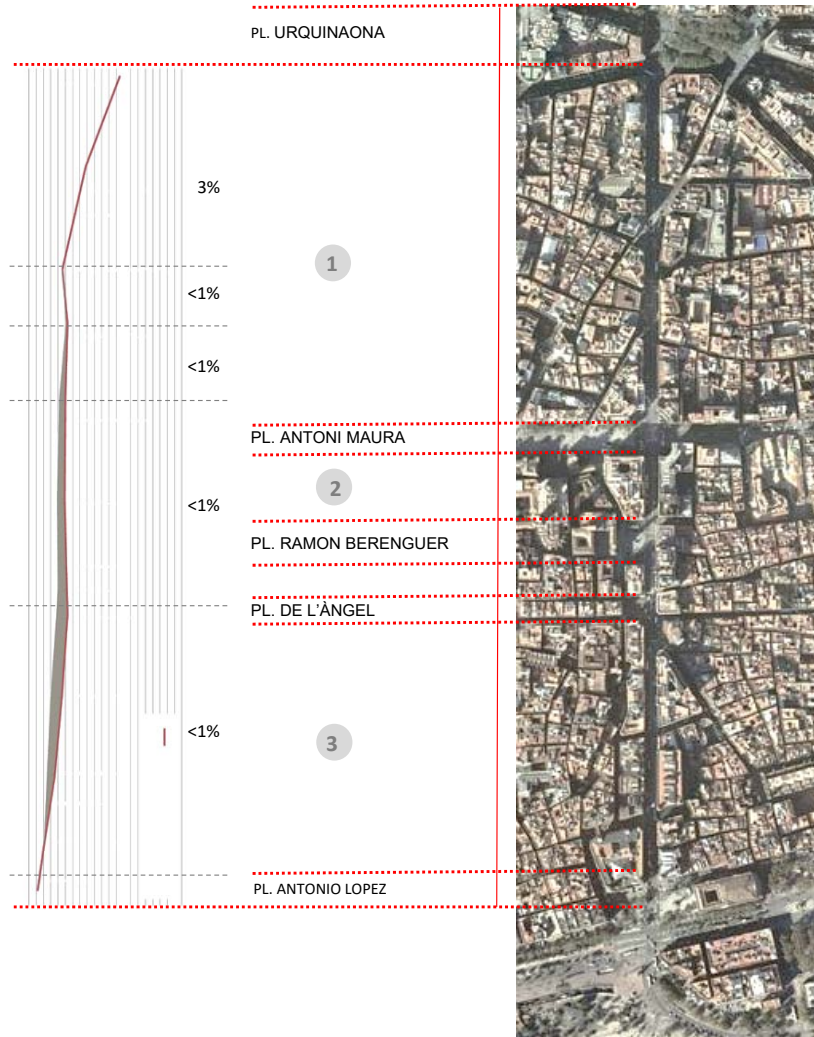 PL. URQUINAONA
3%
1
<1%
<1%
PL. ANTONI MAURA
2
<1%
PL. RAMON BERENGUER
PL. DE L'ÀNGEL
<1%
3
PL. ANTONIO LOPEZ